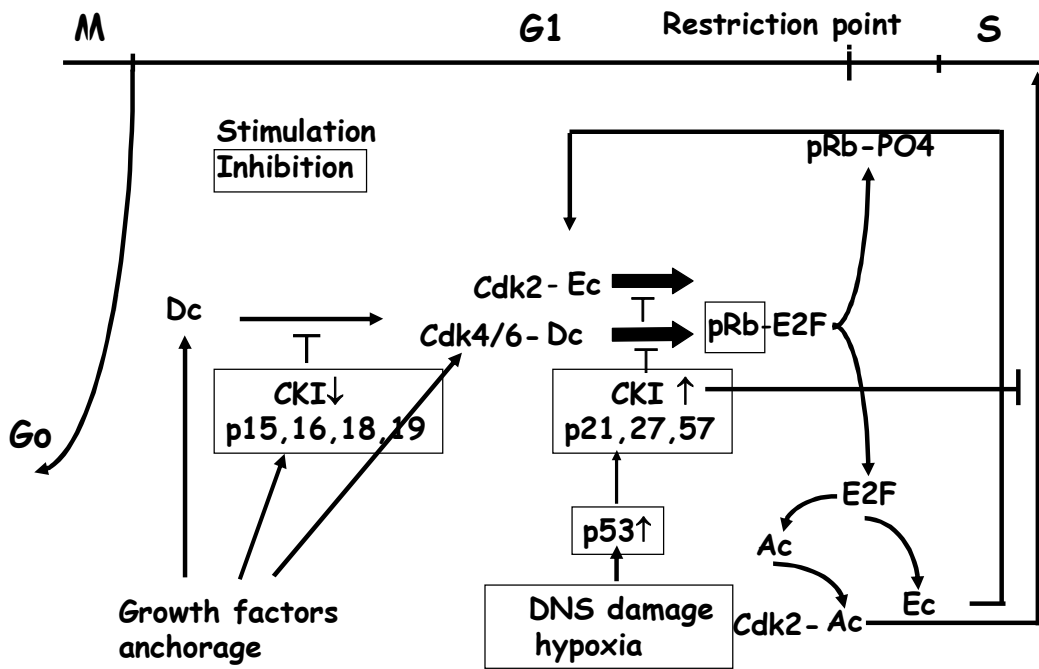 M
G1
Restriction point
S
Stimulation
Inhibition
pRb-PO4
Cdk2- Ec
Dc
Cdk4/6- Dc
pRb-E2F
CKI↓
p15,16,18,19
CKI ↑
p21,27,57
Go
E2F
p53↑
Ac
Growth factors
anchorage
DNS damage
hypoxia
Cdk2- Ac
Ec